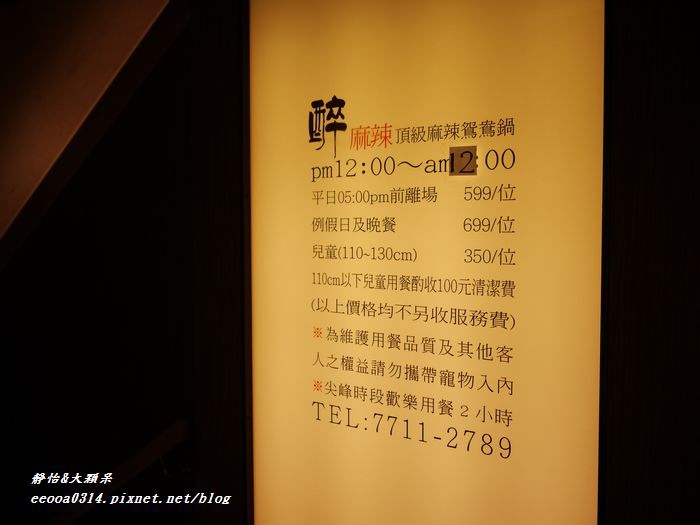 醉 麻辣 頂級麻辣鴛鴦鍋
pm12:00～am12:00
平日05:00pm前離場 599/位
例假日及晚餐 699/位
兒童(110~130cm) 350/位
110cm以下兒童用餐酌收100元清潔費
(以上價格均不另收服務費)
※為維護用餐品質及其他客
人之權益請勿攜帶寵物入內
※尖峰時段歡樂用餐 2 小時
TEL:7711-2789
靜怡&大顆呆
eeooa0314.pixnet.net/blog